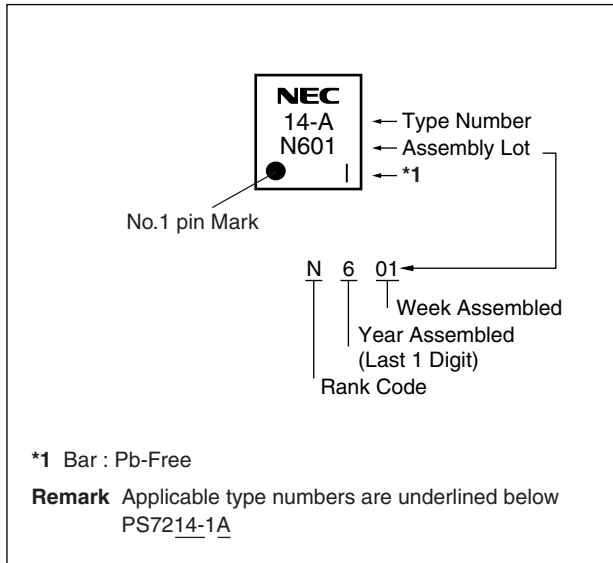 NEC
14-A
N601
Type Number
Assembly Lot
*1
No.1 pin Mark
N 6 01
Week Assembled
Year Assembled
(Last 1 Digit)
Rank Code
*1 Bar : Pb-Free
Remark Applicable type numbers are underlined below
PS7214-1A